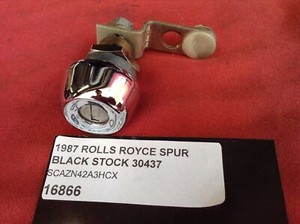 1987 ROLLS ROYCE SPUR
BLACK STOCK 30437
SCAZN42A3HCX
16866